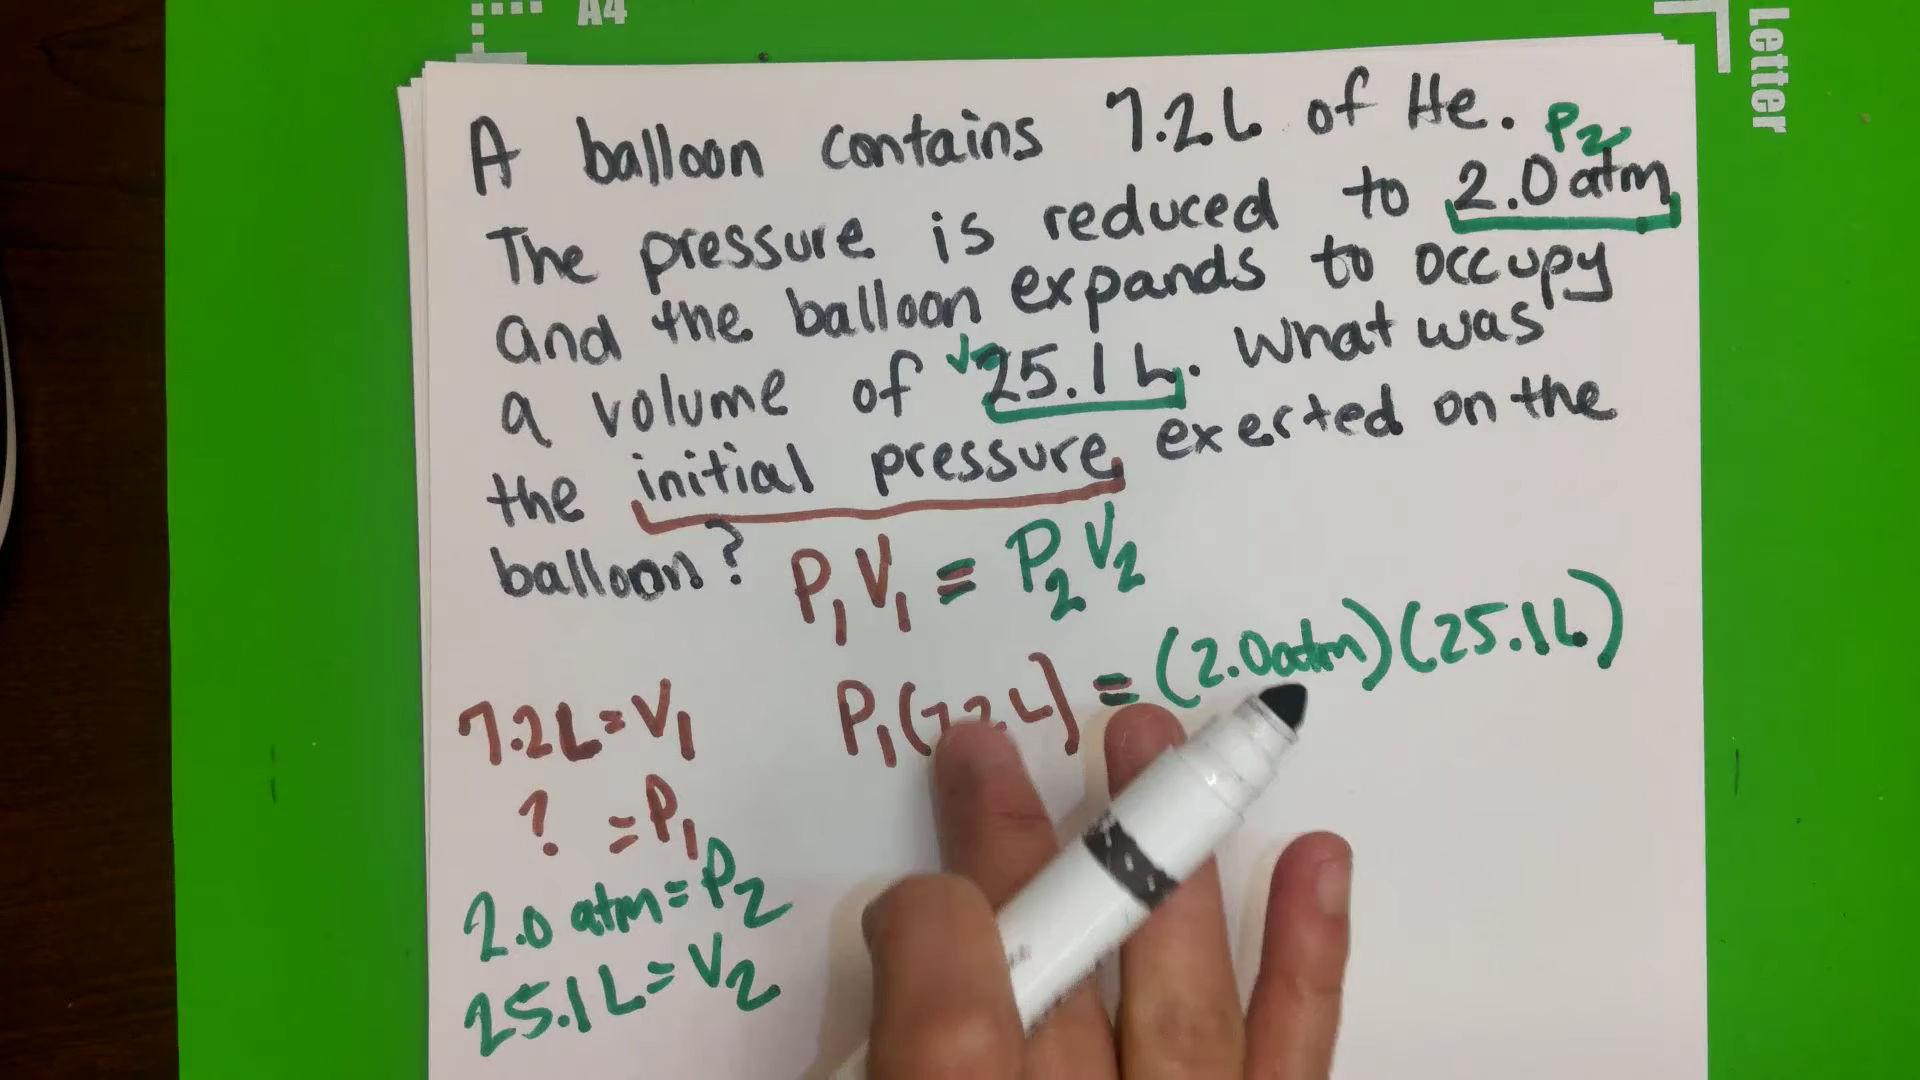 A4
Letter
A balloon contains 7.2L of He.
P2
The pressure is reduced to 2.0 atm
and the balloon expands to occupy
V2
a volume of 25.1 L. What was
the initial pressure exerted on the
balloon?
P₁V₁ = P₂V₂
P₁(7.2L) = (2.0atm)(25.1L)
7.2L = V₁
? = P₁
2.0 atm = P₂
25.1L = V₂